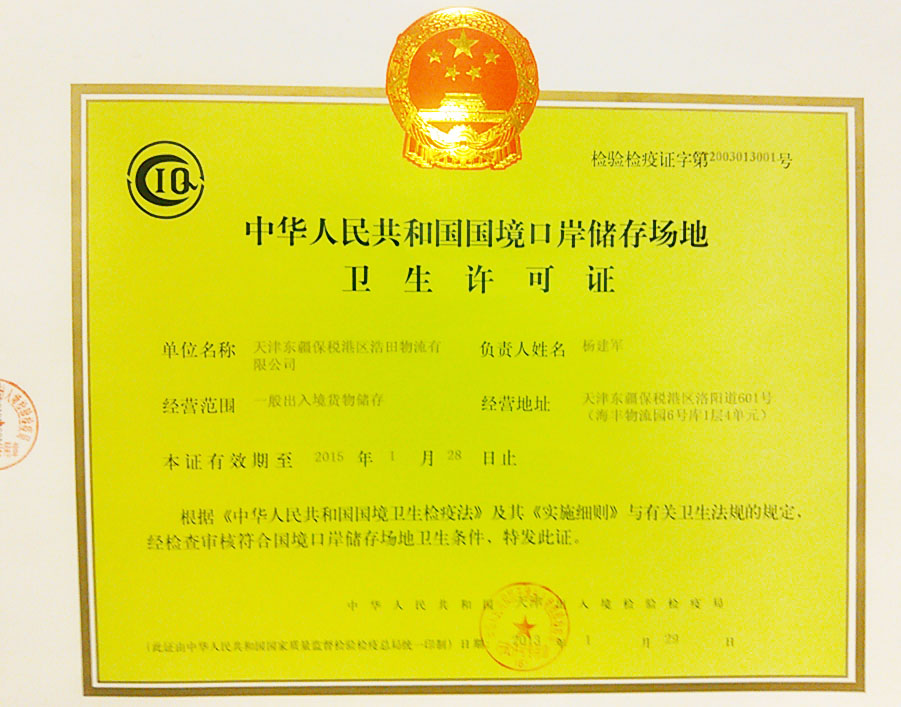 CIQ
检验检疫证字第2003013001号
中华人民共和国国境口岸储存场地
卫生许可证
单位名称 天津东疆保税港区浩田物流有限公司
负责人姓名 杨建军
经营范围 一般出入境货物储存
经营地址 天津东疆保税港区洛阳道601号
（海丰物流园6号库1层4单元）
本证有效期至 2015 年 1 月 28 日止
根据《中华人民共和国国境卫生检疫法》及其《实施细则》与有关卫生法规的规定、
经检查审核符合国境口岸储存场地卫生条件、特发此证。
中华人民共和国天津出入境检验检疫局
（此证由中华人民共和国国家质量监督检验检疫总局统一印制）日期 2013 年 1 月 29 日